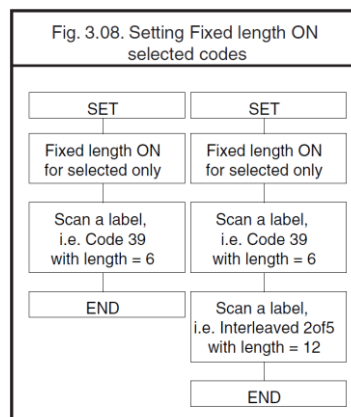 Fig. 3.08. Setting Fixed length ON
selected codes
SET
Fixed length ON
for selected only
Scan a label,
i.e. Code 39
with length = 6
END
SET
Fixed length ON
for selected only
Scan a label,
i.e. Code 39
with length = 6
Scan a label,
i.e. Interleaved 2of5
with length = 12
END